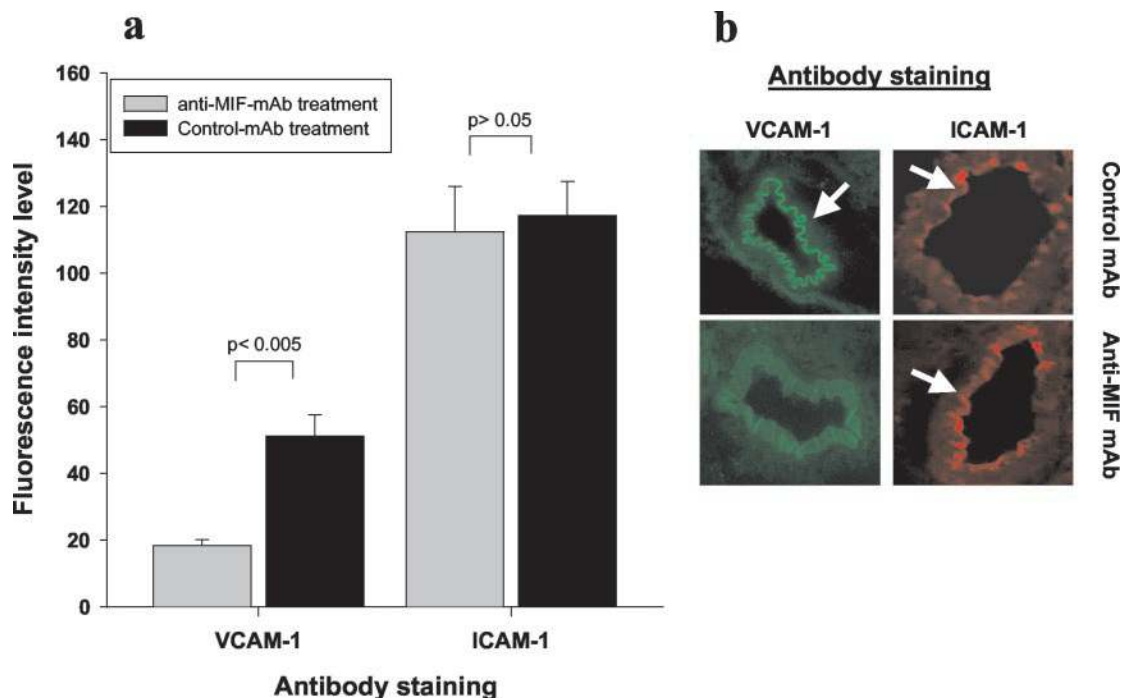 a
160
140
120
100
80
60
40
20
0
Fluorescence intensity level
anti-MIF-mAb treatment
Control-mAb treatment
p< 0.005
p> 0.05
VCAM-1
ICAM-1
Antibody staining
b
Antibody staining
VCAM-1
ICAM-1
Control mAb
Anti-MIF mAb